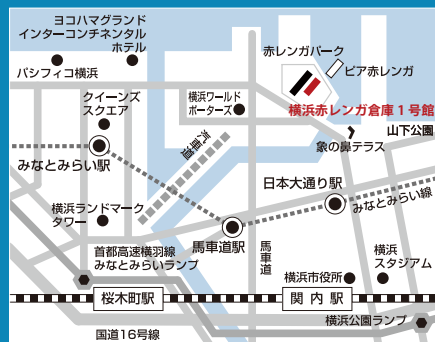 ヨコハマグランド
インターコンチネンタル
ホテル
パシフィコ横浜
赤レンガパーク
ピア赤レンガ
クイーンズ
スクエア
横浜ワールド
ポーターズ
横浜赤レンガ倉庫1号館
汽車道
山下公園
象の鼻テラス
みなとみらい駅
日本大通り駅
みなとみらい線
横浜ランドマーク
タワー
馬車道駅
首都高速横羽線
みなとみらいランプ
馬車道
横浜
スタジアム
横浜市役所
桜木町駅
関内駅
横浜公園ランプ
国道16号線